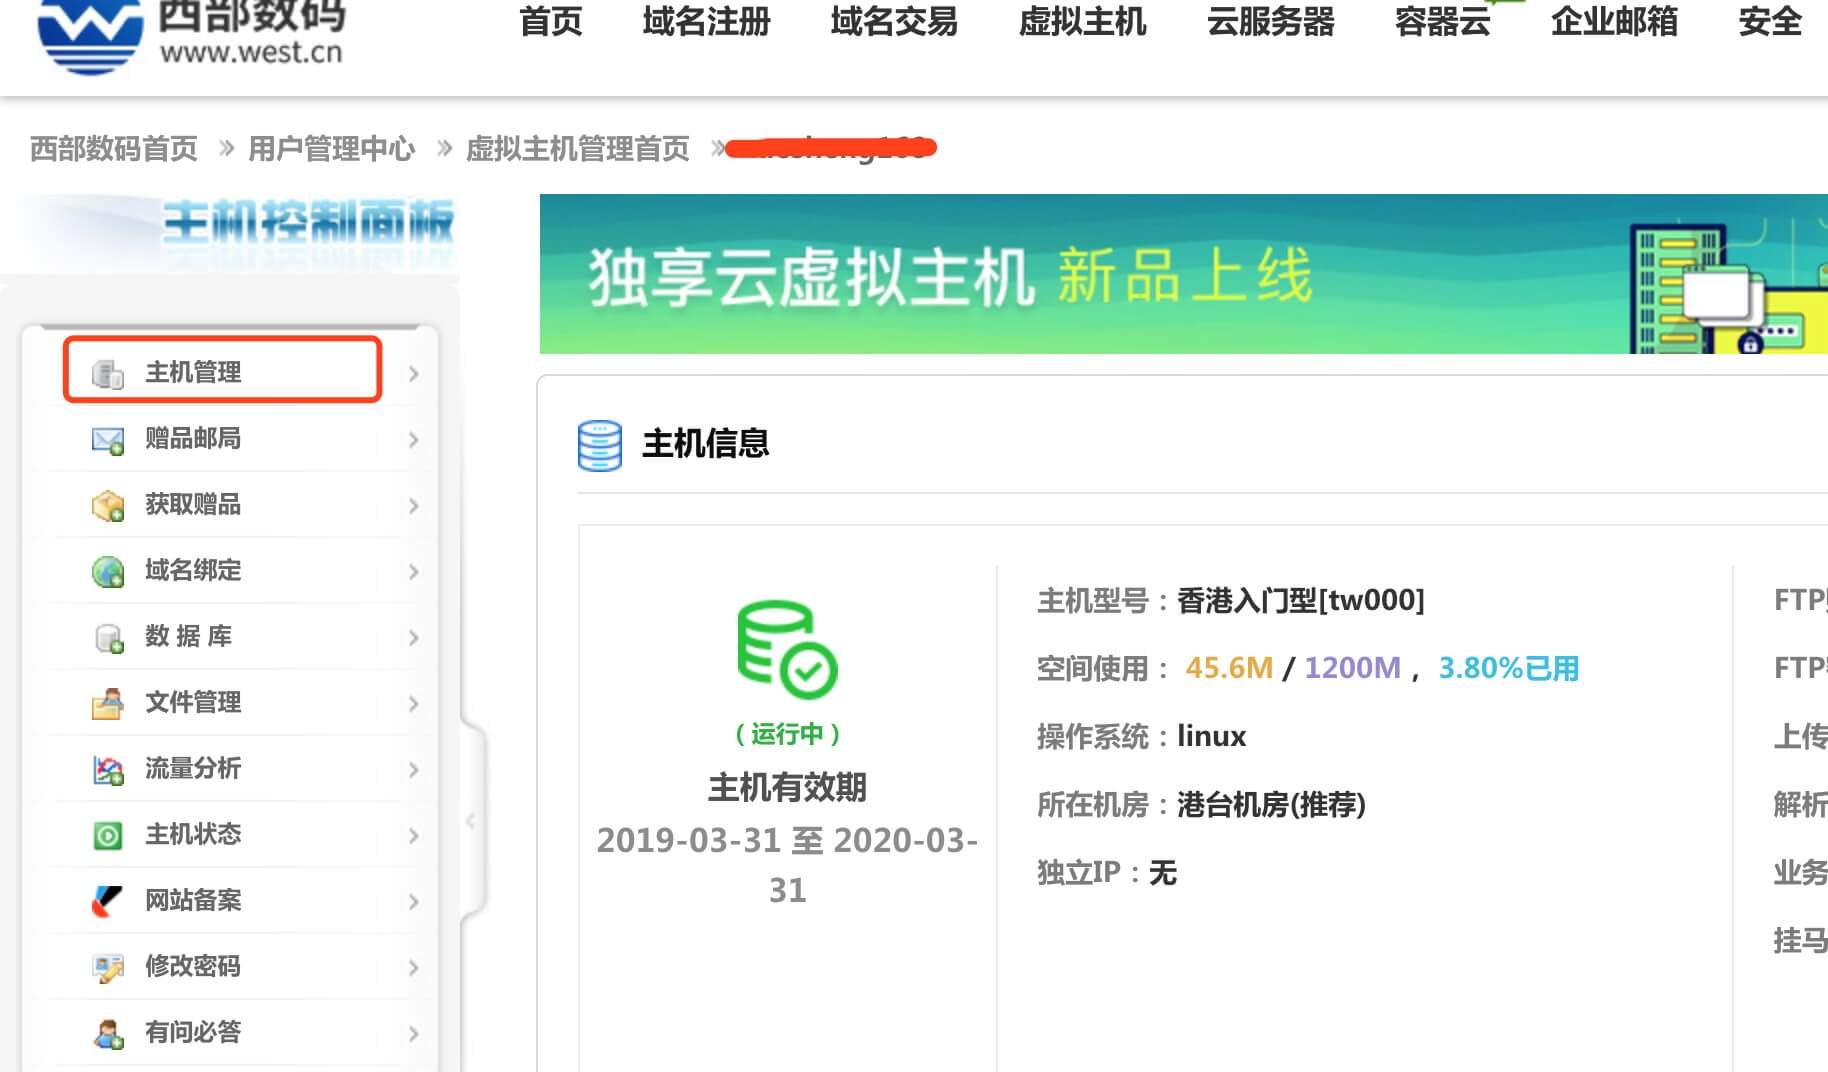 西部数码
www.west.cn
首页 域名注册 域名交易 虚拟主机 云服务器 容器云 企业邮箱 安全
西部数码首页 » 用户管理中心 » 虚拟主机管理首页 »
主机控制面板
独享云虚拟主机 新品上线
主机管理
赠品邮局
获取赠品
域名绑定
数 据 库
文件管理
流量分析
主机状态
网站备案
修改密码
有问必答
主机信息
(运行中)
主机有效期
2019-03-31 至 2020-03-
31
主机型号：香港入门型[tw000]
空间使用： 45.6M / 1200M ， 3.80%已用
操作系统：linux
所在机房：港台机房(推荐)
独立IP：无
FTP
FTP
上传
解析
业务
挂马